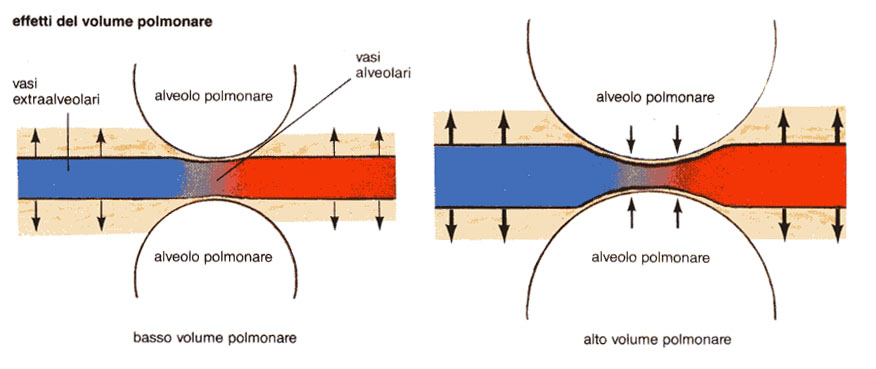 effetti del volume polmonare
vasi
extraalveolari
vasi
alveolari
alveolo polmonare
alveolo polmonare
basso volume polmonare
alveolo polmonare
alveolo polmonare
alto volume polmonare